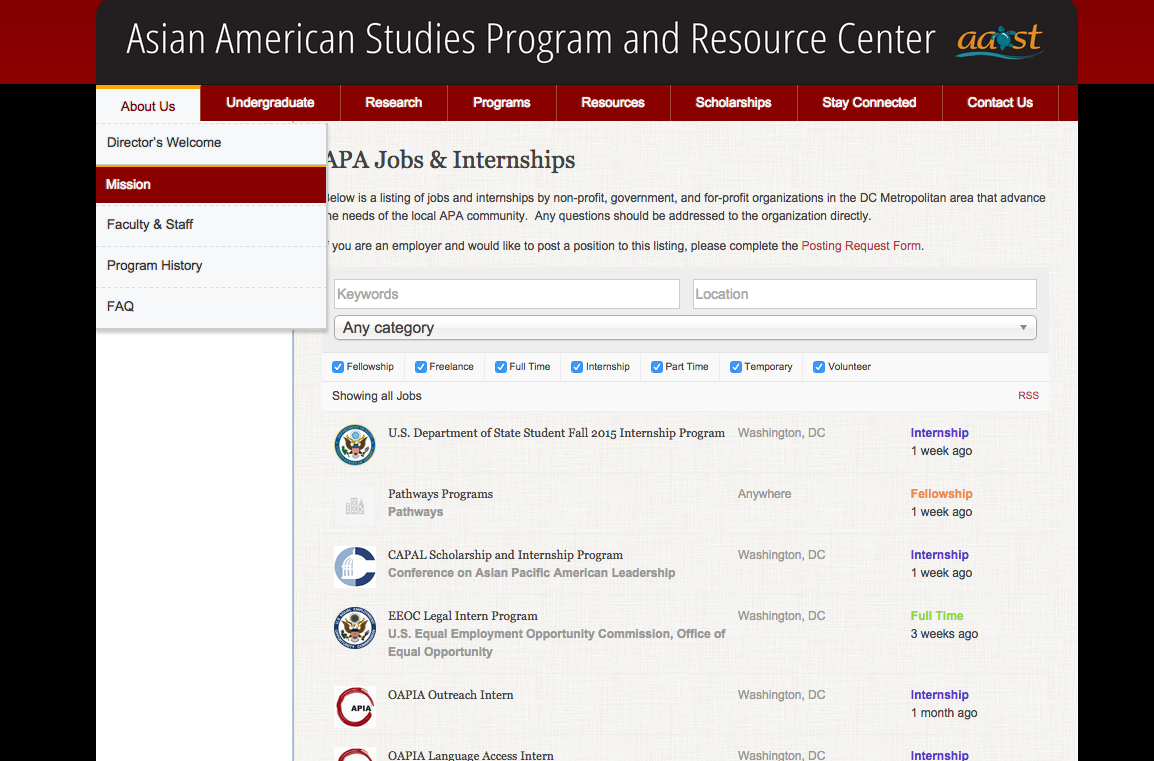 Asian American Studies Program and Resource Center
aast
About Us
Undergraduate
Research
Programs
Resources
Scholarships
Stay Connected
Contact Us
Director's Welcome
Mission
Faculty & Staff
Program History
FAQ
APA Jobs & Internships
Below is a listing of jobs and internships by non-profit, government, and for-profit organizations in the DC Metropolitan area that advance
he needs of the local APA community.  Any questions should be addressed to the organization directly.
f you are an employer and would like to post a position to this listing, please complete the Posting Request Form.
Keywords
Location
Any category
Fellowship
Freelance
Full Time
Internship
Part Time
Temporary
Volunteer
Showing all Jobs
RSS
U.S. Department of State Student Fall 2015 Internship Program
Washington, DC
Internship
1 week ago
Pathways Programs
Pathways
Anywhere
Fellowship
1 week ago
CAPAL Scholarship and Internship Program
Conference on Asian Pacific American Leadership
Washington, DC
Internship
1 week ago
EEOC Legal Intern Program
U.S. Equal Employment Opportunity Commission, Office of
Equal Opportunity
Washington, DC
Full Time
3 weeks ago
APIA
OAPIA Outreach Intern
Washington, DC
Internship
1 month ago
OAPIA Language Access Intern
Washington, DC
Internship